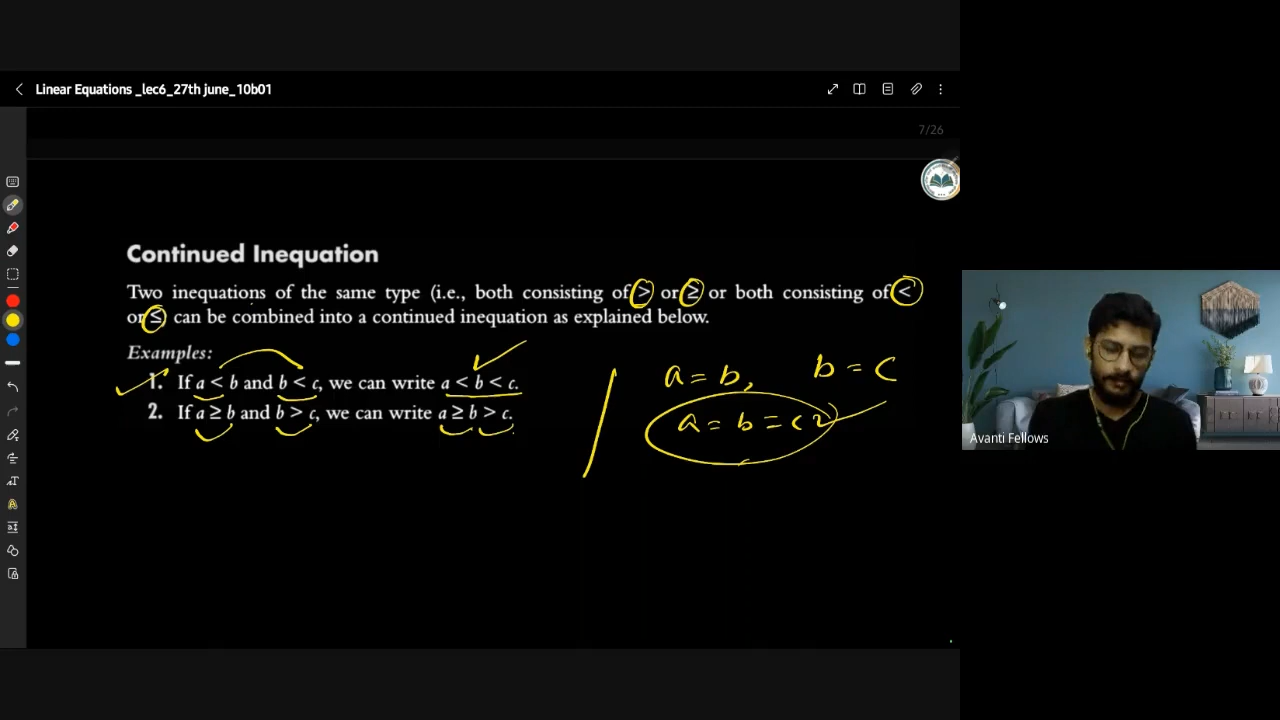 Linear Equations _lec6_27th june_10b01
7/26
Continued Inequation
Two inequations of the same type (i.e., both consisting of > or ≥ or both consisting of <
or ≤ can be combined into a continued inequation as explained below.
Examples:
1. If a < b and b < c, we can write a < b < c.
2. If a ≥ b and b > c, we can write a ≥ b > c.
a = b, b = c
a = b = c
Avanti Fellows